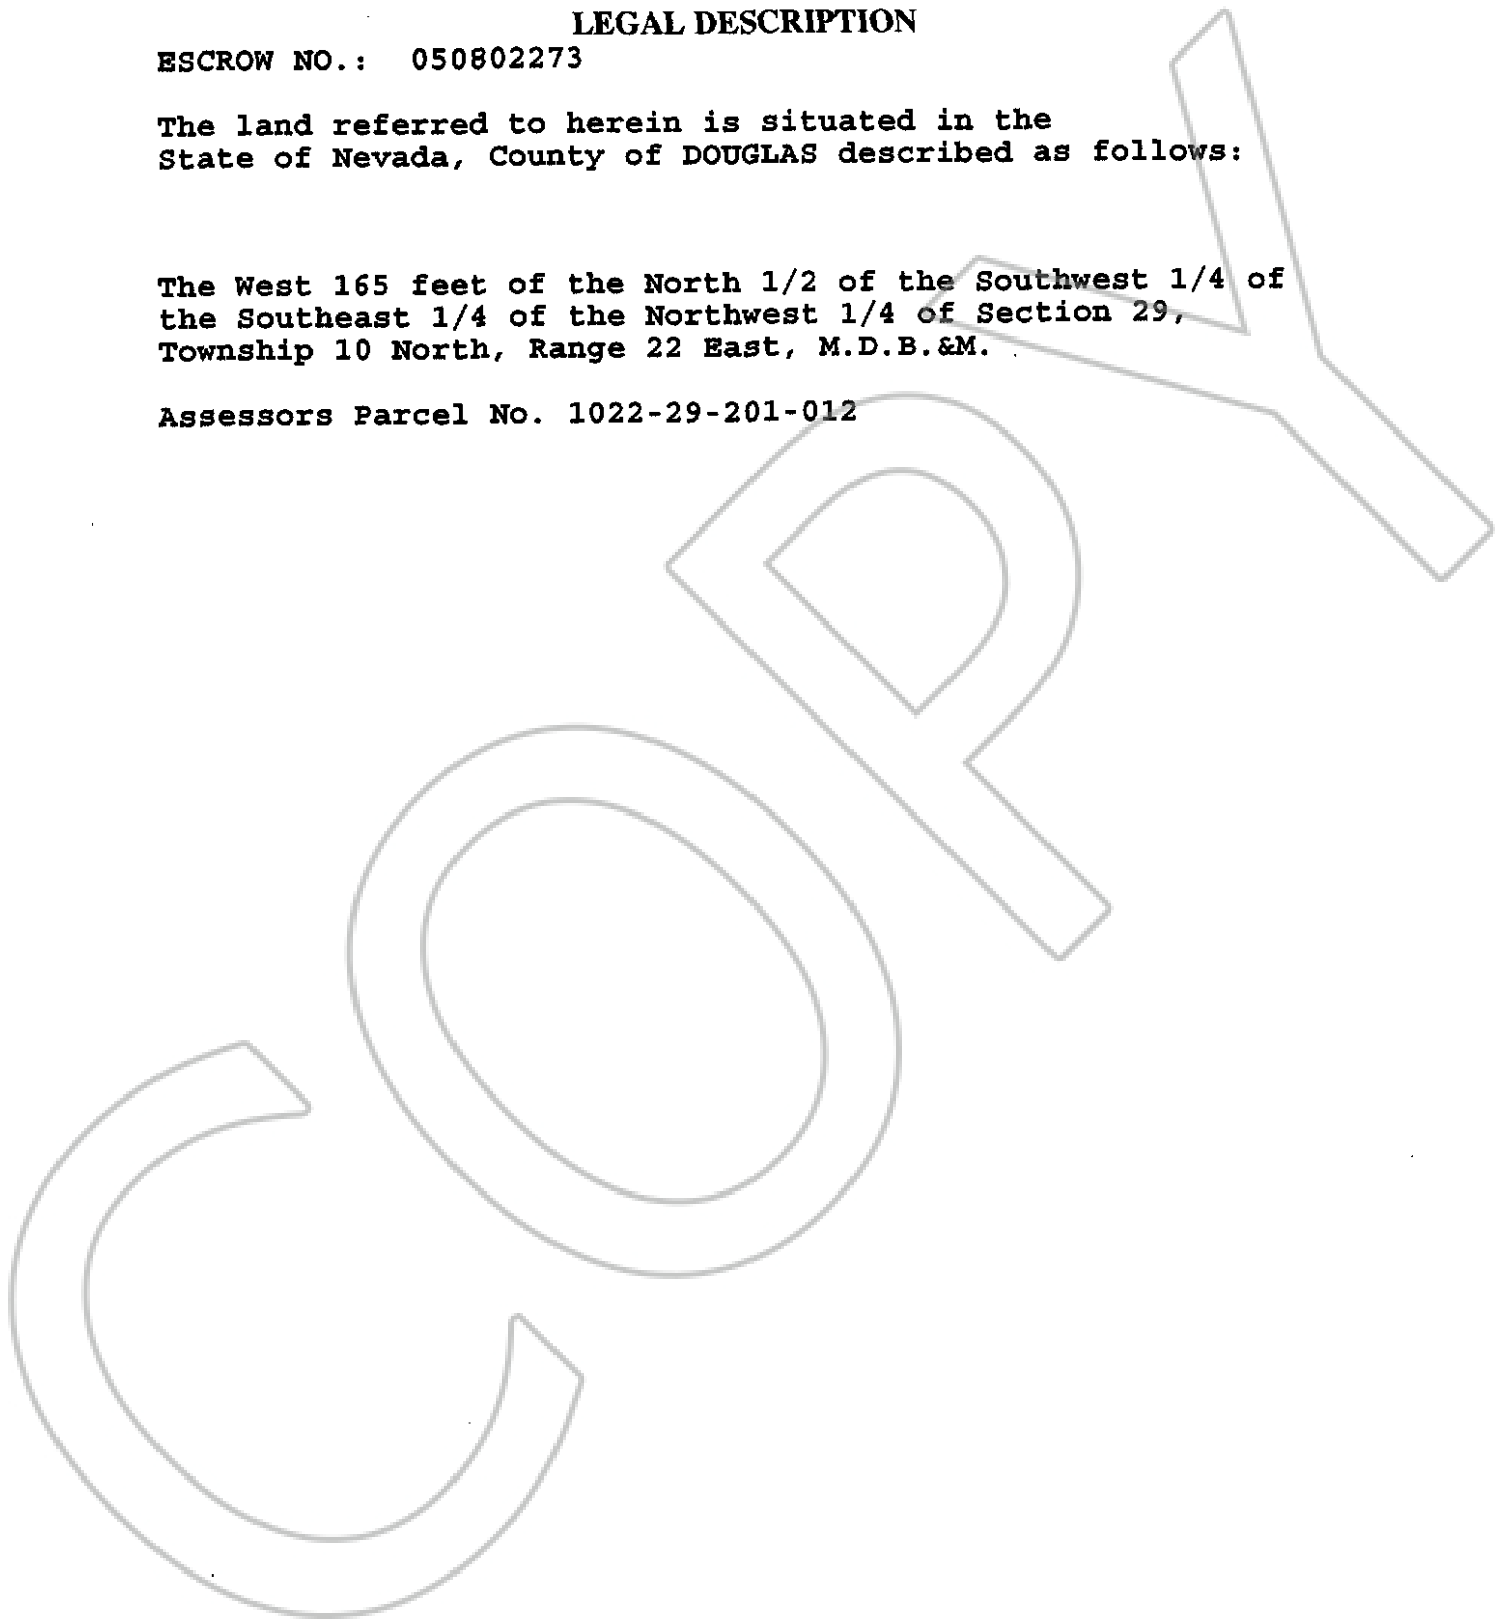 LEGAL DESCRIPTION
ESCROW NO.: 050802273
The land referred to herein is situated in the
State of Nevada, County of DOUGLAS described as follows:
The West 165 feet of the North 1/2 of the Southwest 1/4 of
the Southeast 1/4 of the Northwest 1/4 of Section 29,
Township 10 North, Range 22 East, M.D.B.&M.
Assessors Parcel No. 1022-29-201-012
COPY